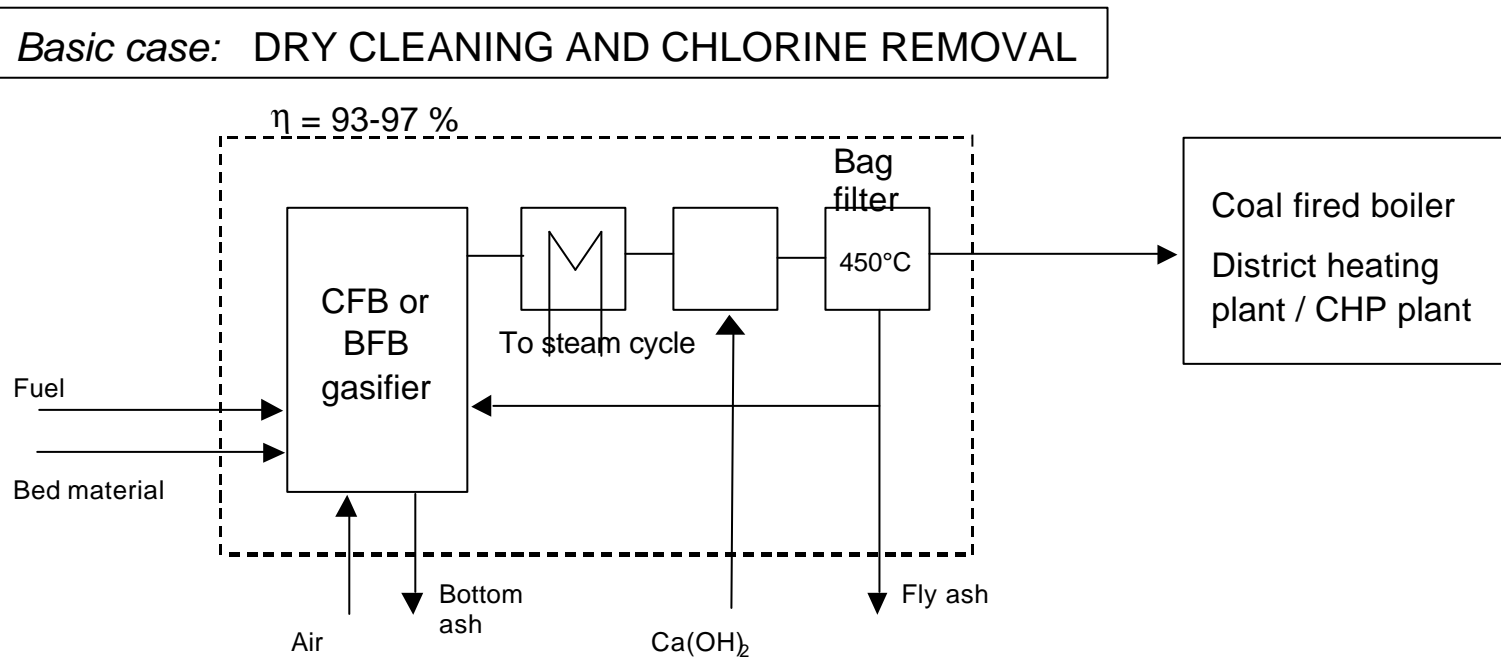 Basic case: DRY CLEANING AND CHLORINE REMOVAL
η = 93-97 %
Bag
filter
450°C
CFB or
BFB
gasifier
To steam cycle
Coal fired boiler
District heating
plant / CHP plant
Fuel
Bed material
Air
Bottom
ash
Ca(OH)₂
Fly ash